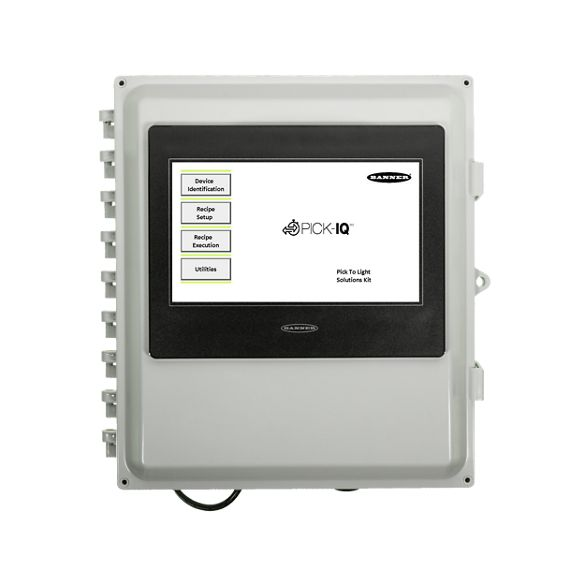 Device
Identification
Recipe
Setup
Recipe
Execution
Utilities
BANNER
PICK-IQ™
Pick To Light
Solutions Kit
BANNER